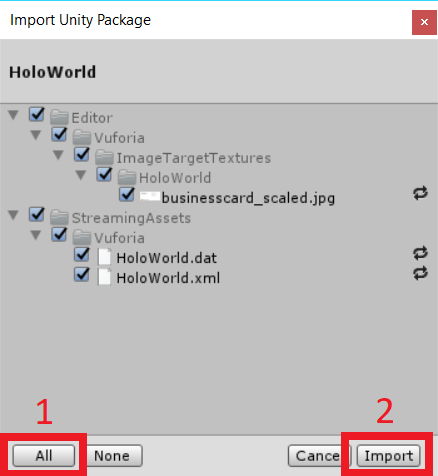 Import Unity Package
HoloWorld
Editor
Vuforia
ImageTargetTextures
HoloWorld
businesscard_scaled.jpg
StreamingAssets
Vuforia
HoloWorld.dat
HoloWorld.xml
1
2
All None Cance Import